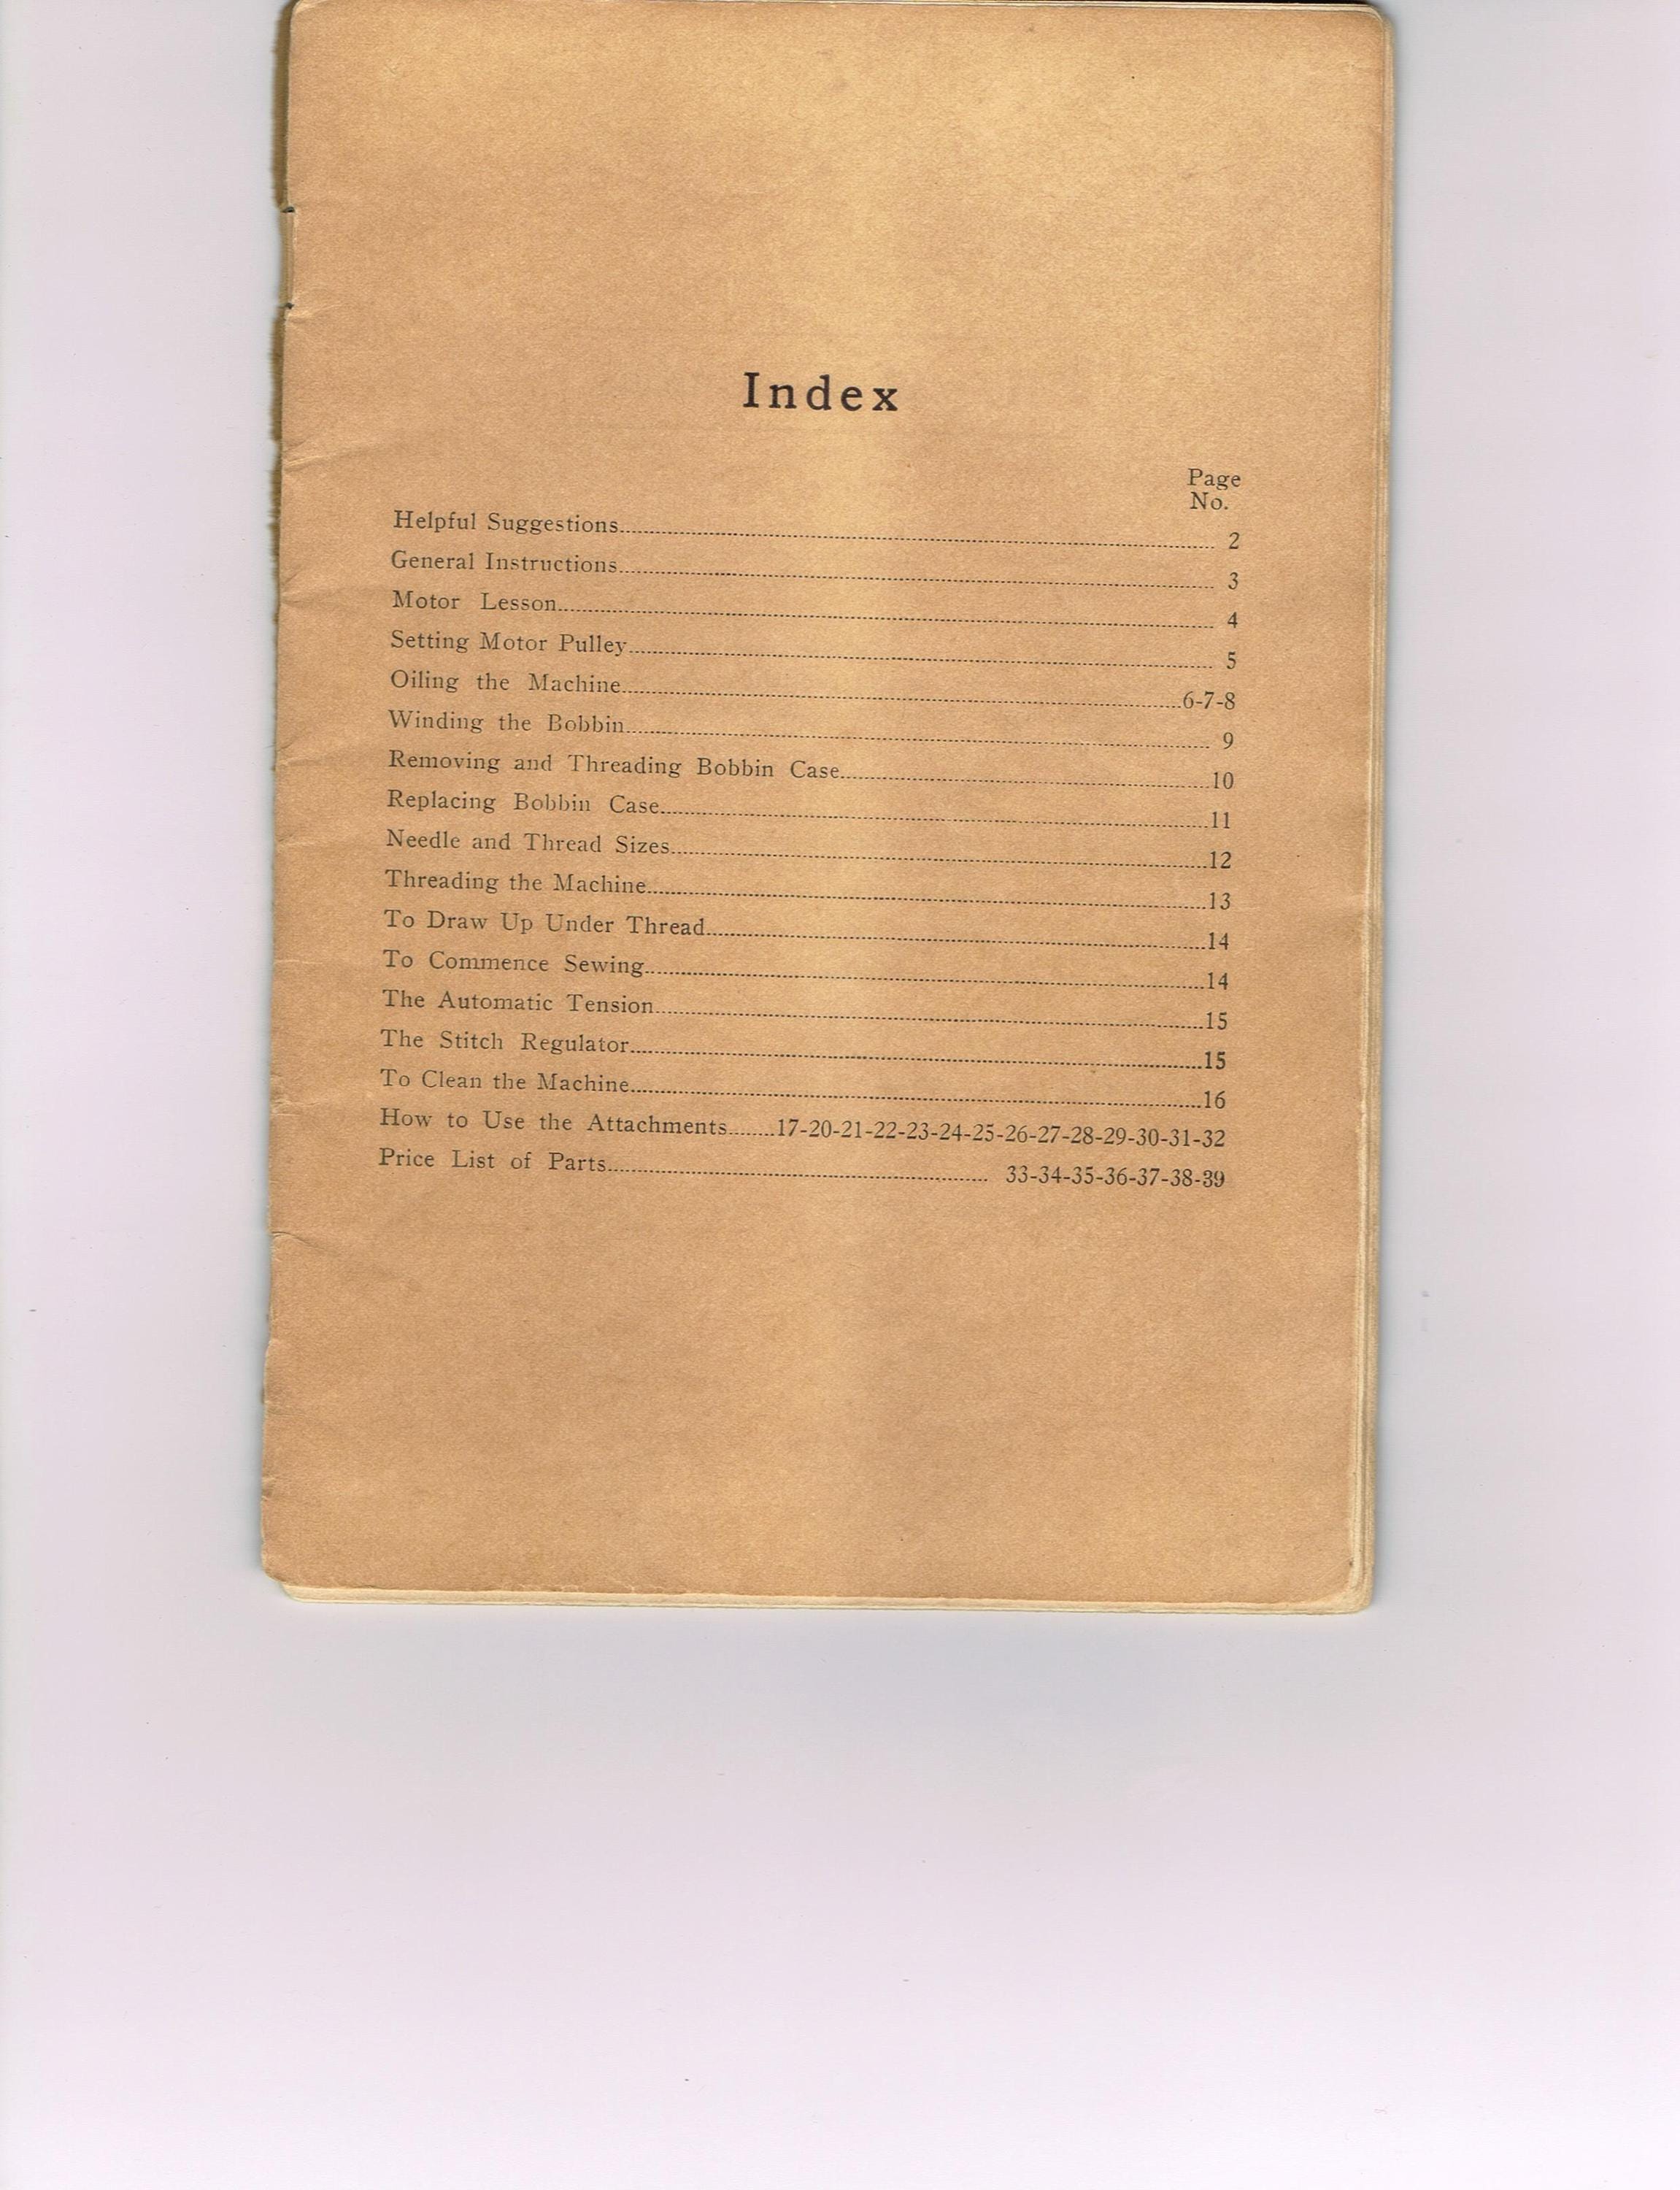 Index
Page
No.
Helpful Suggestions........ 2
General Instructions........ 3
Motor Lesson........ 4
Setting Motor Pulley........ 5
Oiling the Machine........6-7-8
Winding the Bobbin........ 9
Removing and Threading Bobbin Case........10
Replacing Bobbin Case........11
Needle and Thread Sizes........12
Threading the Machine........13
To Draw Up Under Thread........14
To Commence Sewing........14
The Automatic Tension........15
The Stitch Regulator........15
To Clean the Machine........16
How to Use the Attachments........17-20-21-22-23-24-25-26-27-28-29-30-31-32
Price List of Parts........ 33-34-35-36-37-38-39